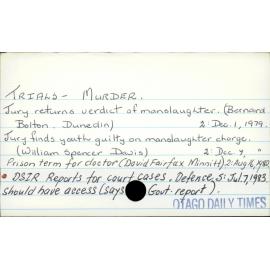 TRIALS - MURDER.
Jury returns verdict of manslaughter. (Bernard
Bolton. Dunedin) 2: Dec. 1, 1979.
Jury finds youth guilty on manslaughter charge.
(William Spencer Davis) 2: Dec 4, "
Prison term for doctor (David Fairfax Minnitt) 2: Aug 16, 1982
• DSIR Reports for court cases. Defence 5: Jul. 7, 1983
should have access (says Govt. report).
OTAGO DAILY TIMES